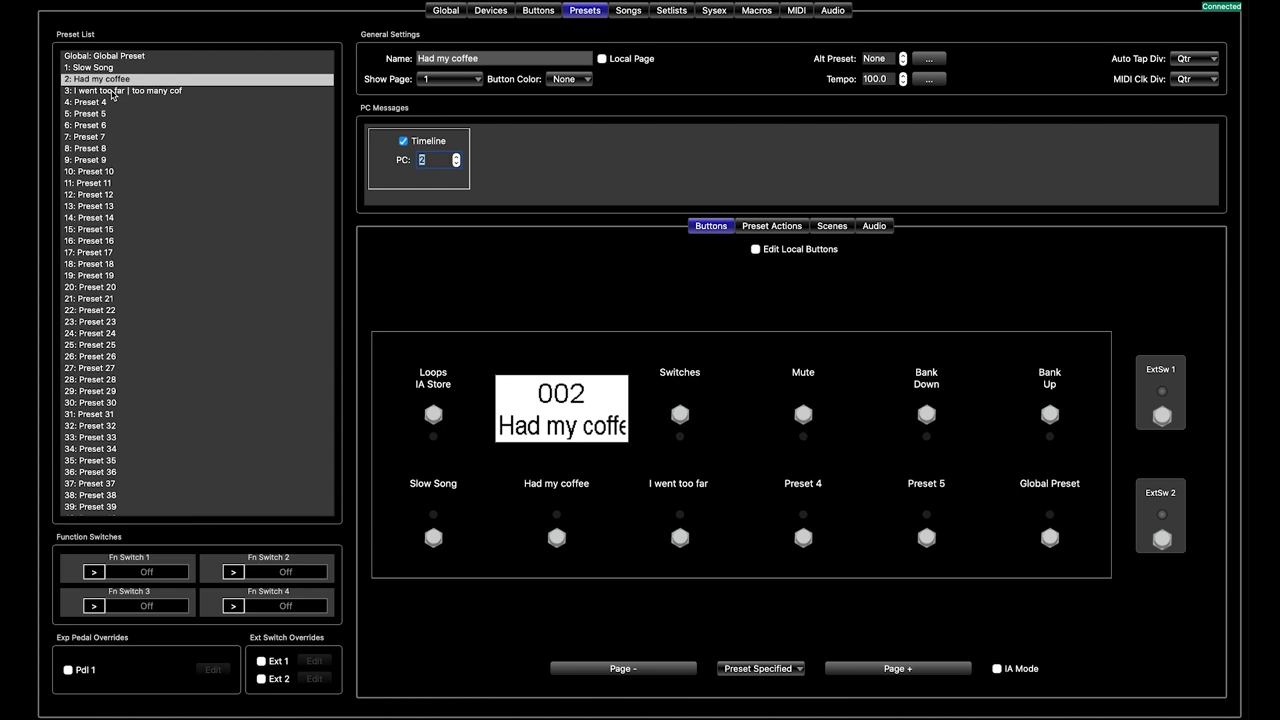 Global Devices Buttons Presets Songs Setlists Sysex Macros MIDI Audio
Connected
Preset List
Global: Global Preset
1: Slow Song
2: Had my coffee
3: I went too far | too many cof
4: Preset 4
5: Preset 5
6: Preset 6
7: Preset 7
8: Preset 8
9: Preset 9
10: Preset 10
11: Preset 11
12: Preset 12
13: Preset 13
14: Preset 14
15: Preset 15
16: Preset 16
17: Preset 17
18: Preset 18
19: Preset 19
20: Preset 20
21: Preset 21
22: Preset 22
23: Preset 23
24: Preset 24
25: Preset 25
26: Preset 26
27: Preset 27
28: Preset 28
29: Preset 29
30: Preset 30
31: Preset 31
32: Preset 32
33: Preset 33
34: Preset 34
35: Preset 35
36: Preset 36
37: Preset 37
38: Preset 38
39: Preset 39
Function Switches
Fn Switch 1 Fn Switch 2
> Off > Off
Fn Switch 3 Fn Switch 4
> Off > Off
Exp Pedal Overrides
Pdl 1 Edit
Ext Switch Overrides
Ext 1 Edit
Ext 2 Edit
General Settings
Name: Had my coffee Local Page Alt Preset: None ... Auto Tap Div: Qtr
Show Page: 1 Button Color: None Tempo: 100.0 ... MIDI Clk Div: Qtr
PC Messages
Timeline
PC: 2
Buttons Preset Actions Scenes Audio
Edit Local Buttons
Loops
IA Store
002
Had my coffe
Switches
Mute
Bank
Down
Bank
Up
ExtSw 1
Slow Song Had my coffee I went too far Preset 4 Preset 5 Global Preset
ExtSw 2
Page - Preset Specified Page + IA Mode